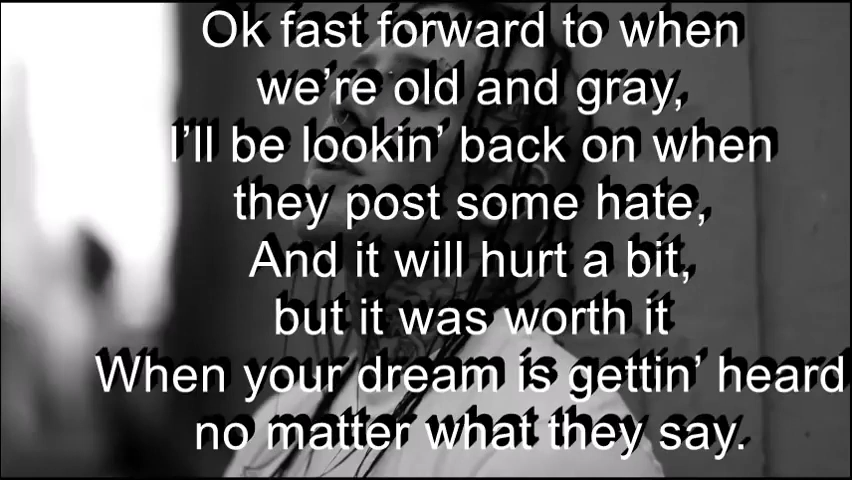 Ok fast forward to when
we’re old and gray,
I’ll be lookin’ back on when
they post some hate,
And it will hurt a bit,
but it was worth it
When your dream is gettin’ heard
no matter what they say.